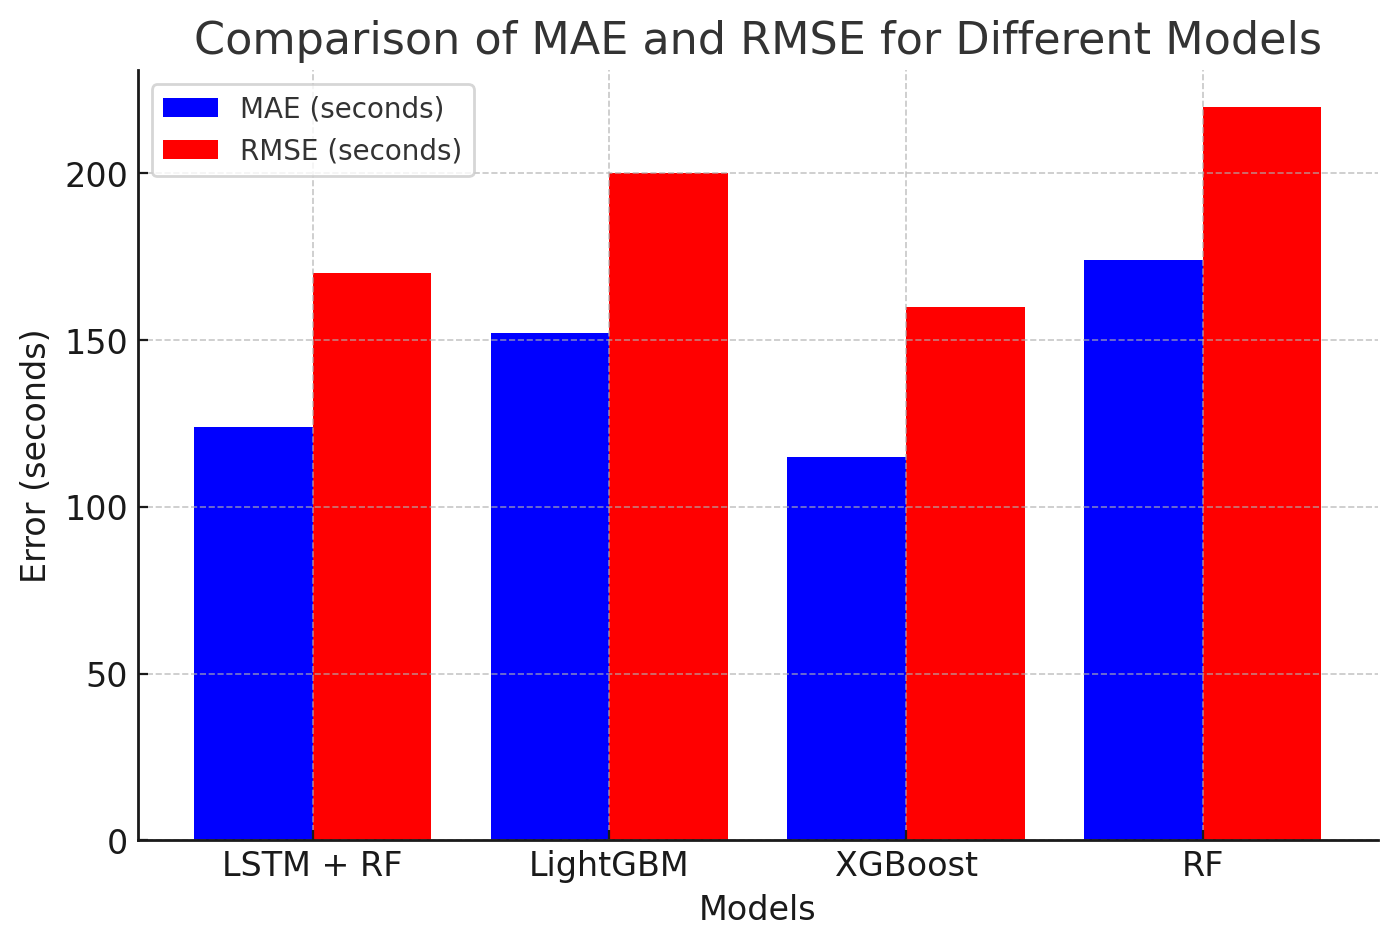 Comparison of MAE and RMSE for Different Models
MAE (seconds)
RMSE (seconds)
Error (seconds)
200
150
100
50
0
LSTM + RF LightGBM XGBoost RF
Models